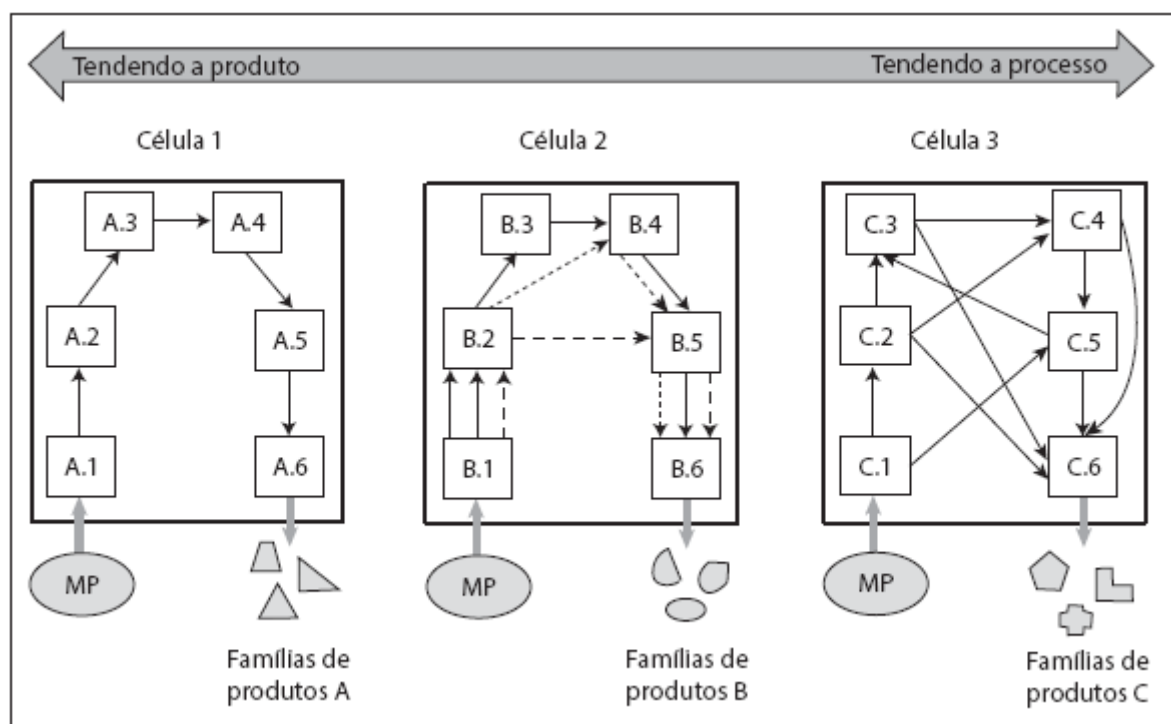 Tendendo a produto
Tendendo a processo
Célula 1
Célula 2
Célula 3
A.3
A.4
A.2
A.5
A.1
A.6
MP
Famílias de
produtos A
B.3
B.4
B.2
B.5
B.1
B.6
MP
Famílias de
produtos B
C.3
C.4
C.2
C.5
C.1
C.6
MP
Famílias de
produtos C